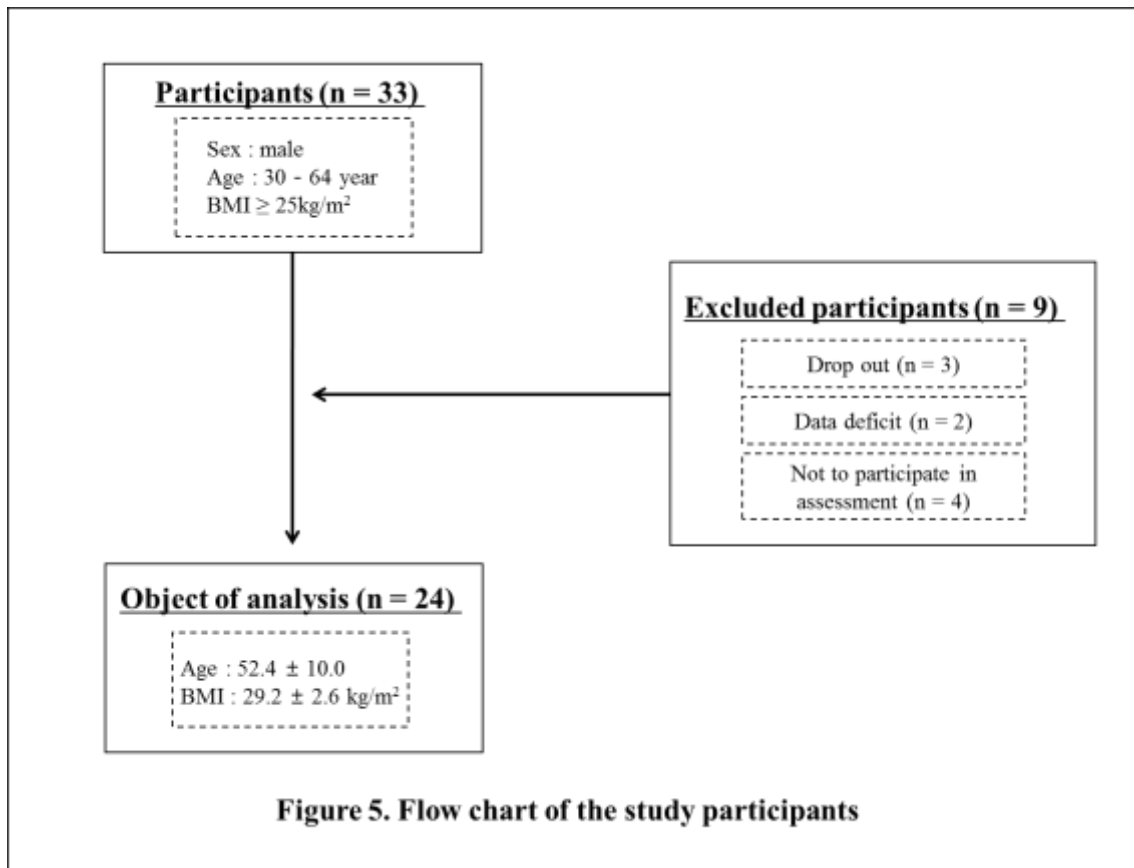 Participants (n = 33)
Sex : male
Age : 30 - 64 year
BMI ≥ 25kg/m²
Excluded participants (n = 9)
Drop out (n = 3)
Data deficit (n = 2)
Not to participate in
assessment (n = 4)
Object of analysis (n = 24)
Age : 52.4 ± 10.0
BMI : 29.2 ± 2.6 kg/m²
Figure 5. Flow chart of the study participants